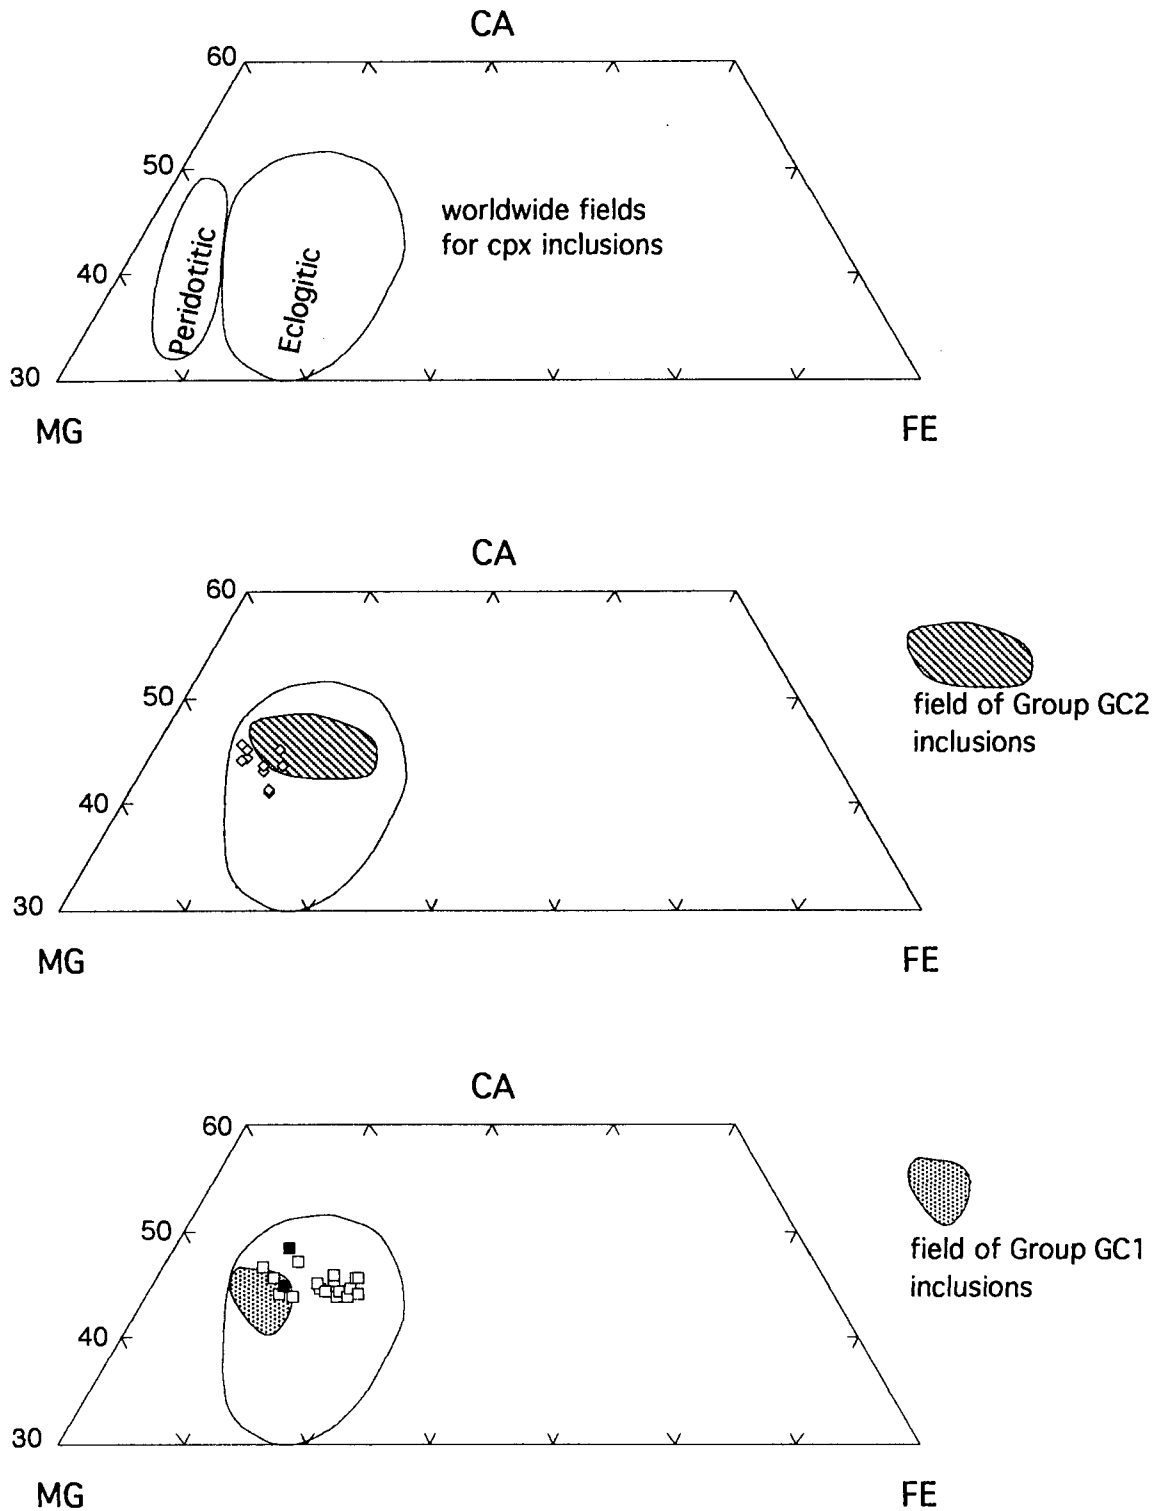 CA
60
50
worldwide fields
for cpx inclusions
Peridotitic
Eclogitic
40
30
MG
FE
CA
60
50
field of Group GC2
inclusions
40
30
MG
FE
CA
60
50
field of Group GC1
inclusions
40
30
MG
FE